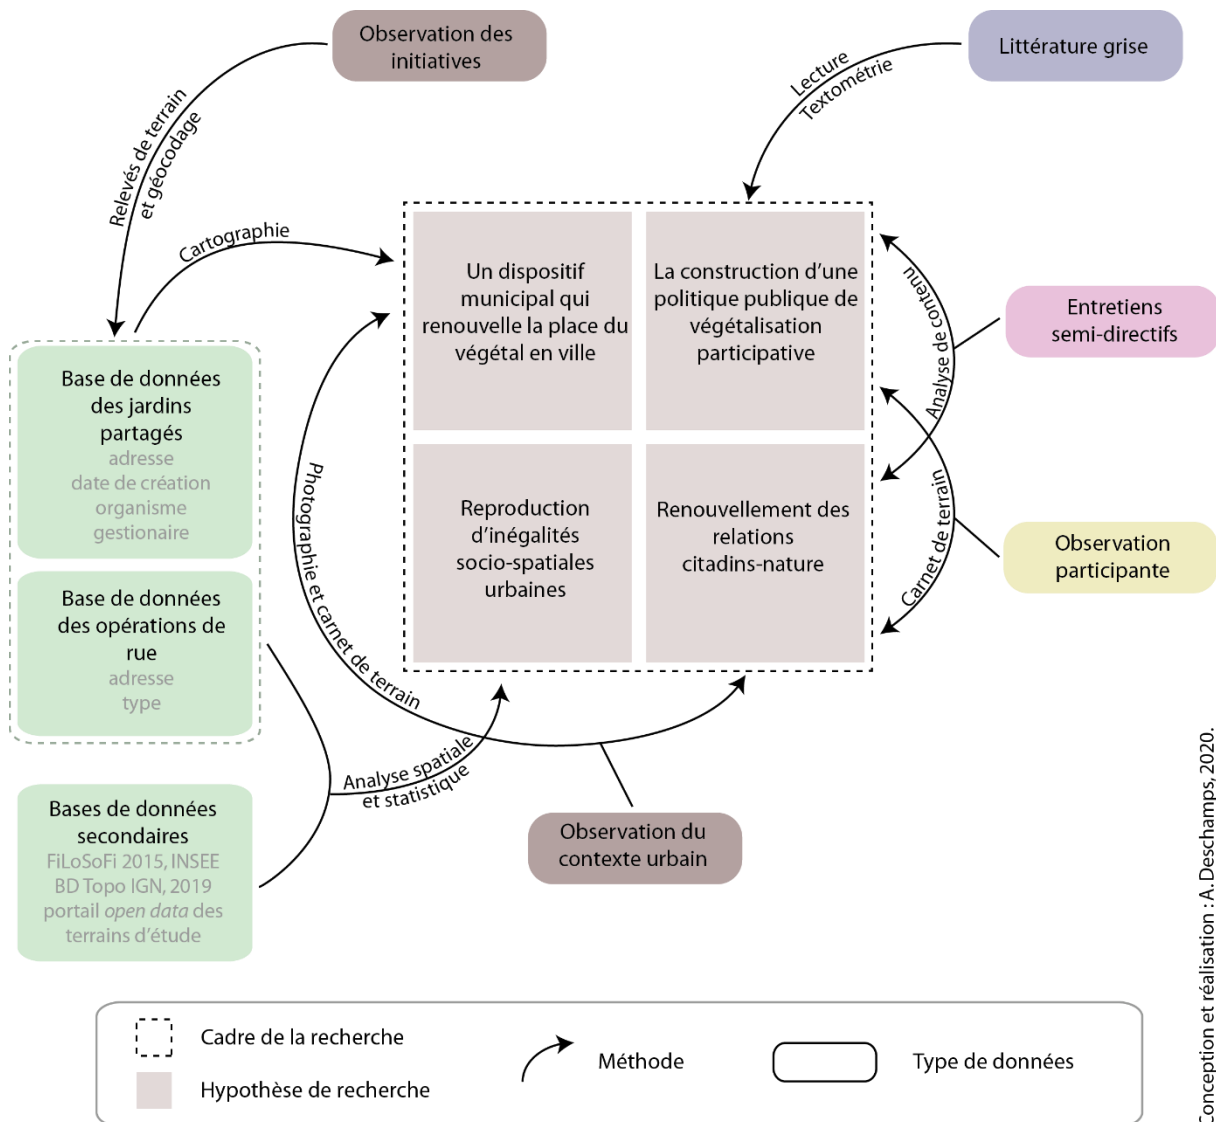 Observation des
initiatives
Littérature grise
Lecture
Textométrie
Relevés de terrain
et géocodage
Cartographie
Un dispositif
municipal qui
renouvelle la place du
végétal en ville
La construction d’une
politique publique de
végétalisation
participative
Analyse de contenu
Entretiens
semi-directifs
Base de données
des jardins
partagés
adresse
date de création
organisme
gestionaire
Photographie et carnet de terrain
Reproduction
d’inégalités
socio-spatiales
urbaines
Renouvellement des
relations
citadins-nature
Carnet de terrain
Observation
participante
Base de données
des opérations de
rue
adresse
type
Analyse spatiale
et statistique
Bases de données
secondaires
FiLoSoFi 2015, INSEE
BD Topo IGN, 2019
portail open data des
terrains d’étude
Observation du
contexte urbain
Conception et réalisation : A. Deschamps, 2020.
Cadre de la recherche
Hypothèse de recherche
Méthode
Type de données